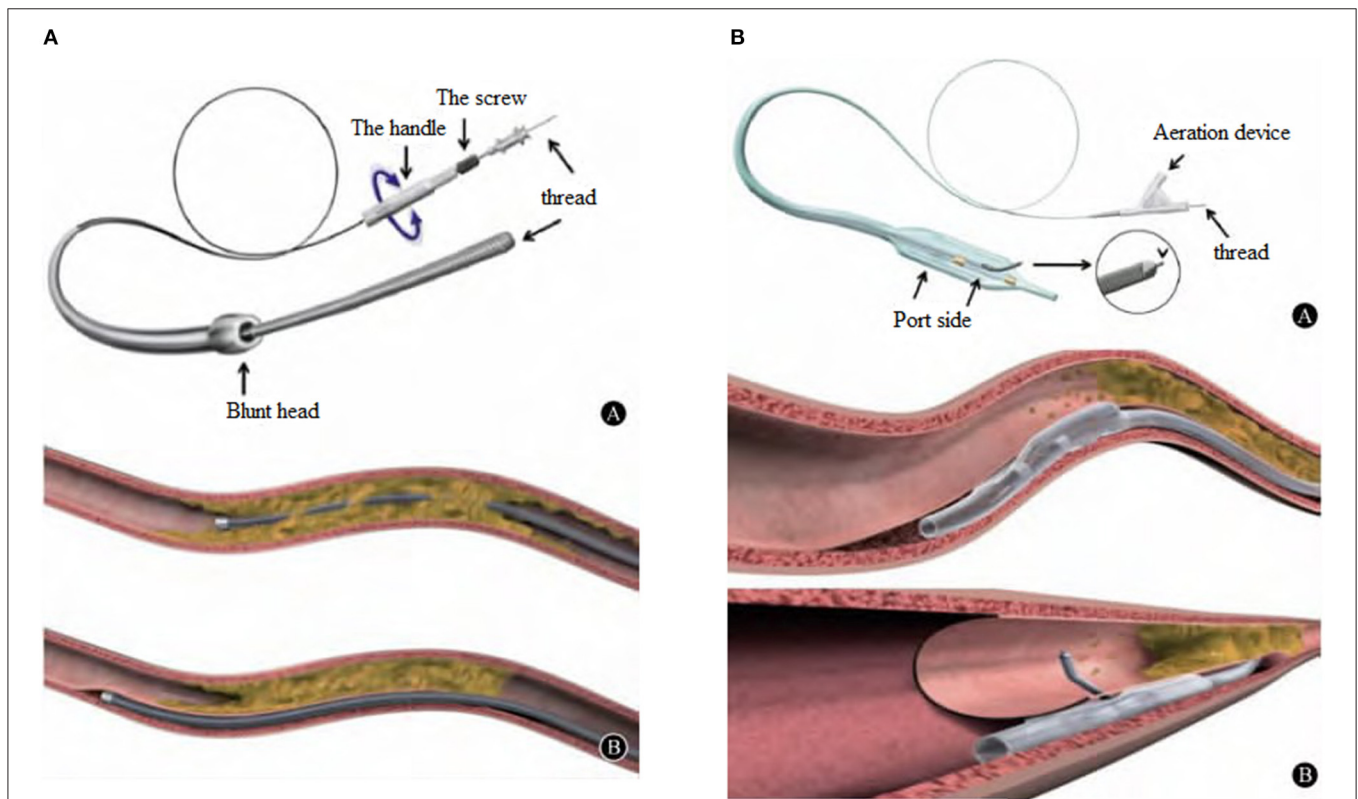 A
The screw
The handle
thread
Blunt head
A
B
B
Aeration device
thread
Port side
A
B